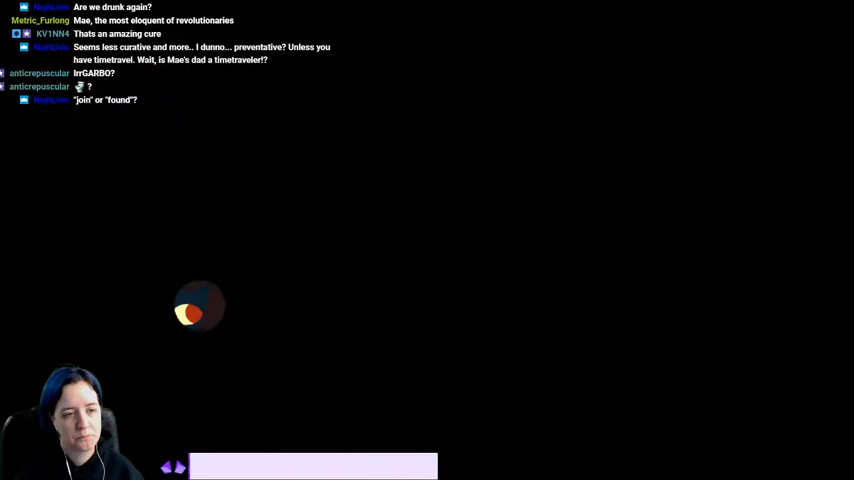 NighLivin Are we drunk again?
Metric_Furlong Mae, the most eloquent of revolutionaries
KV1NN4 Thats an amazing cure
Seems less curative and more.. I dunno... preventative? Unless you
have timetravel. Wait, is Mae's dad a timetraveler!?
anticrepuscular IrrGARBO?
anticrepuscular ?
"join" or "found"?